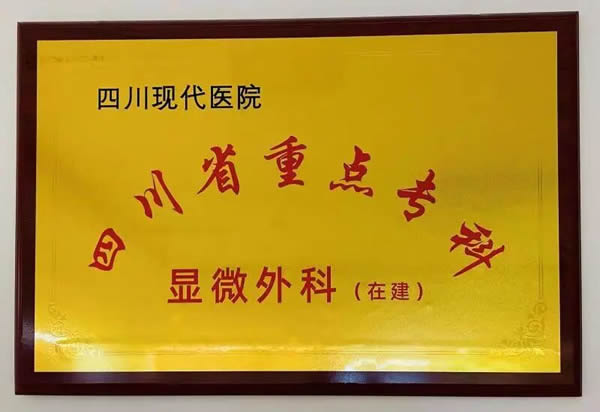 四川现代医院
四川省重点专科
显微外科（在建）